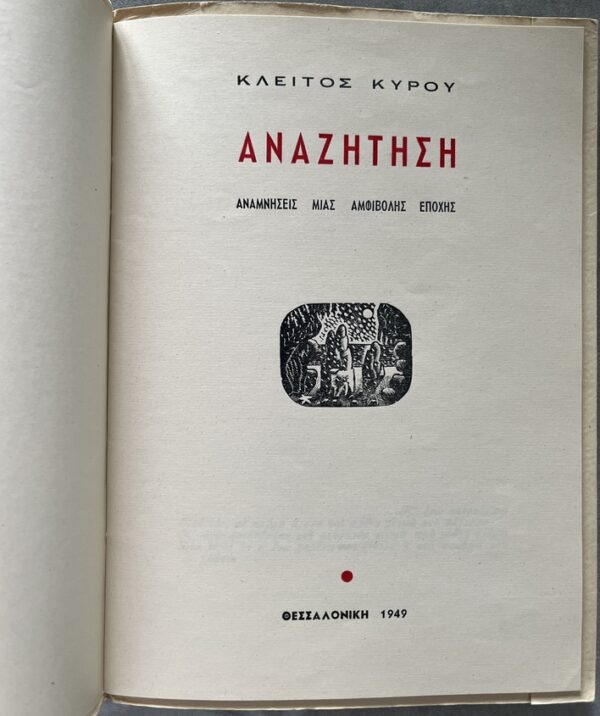 ΚΛΕΙΤΟΣ ΚΥΡΟΥ
ΑΝΑΖΗΤΗΣΗ
ΑΝΑΜΝΗΣΕΙΣ ΜΙΑΣ ΑΜΦΙΒΟΛΗΣ ΕΠΟΧΗΣ
ΘΕΣΣΑΛΟΝΙΚΗ 1949